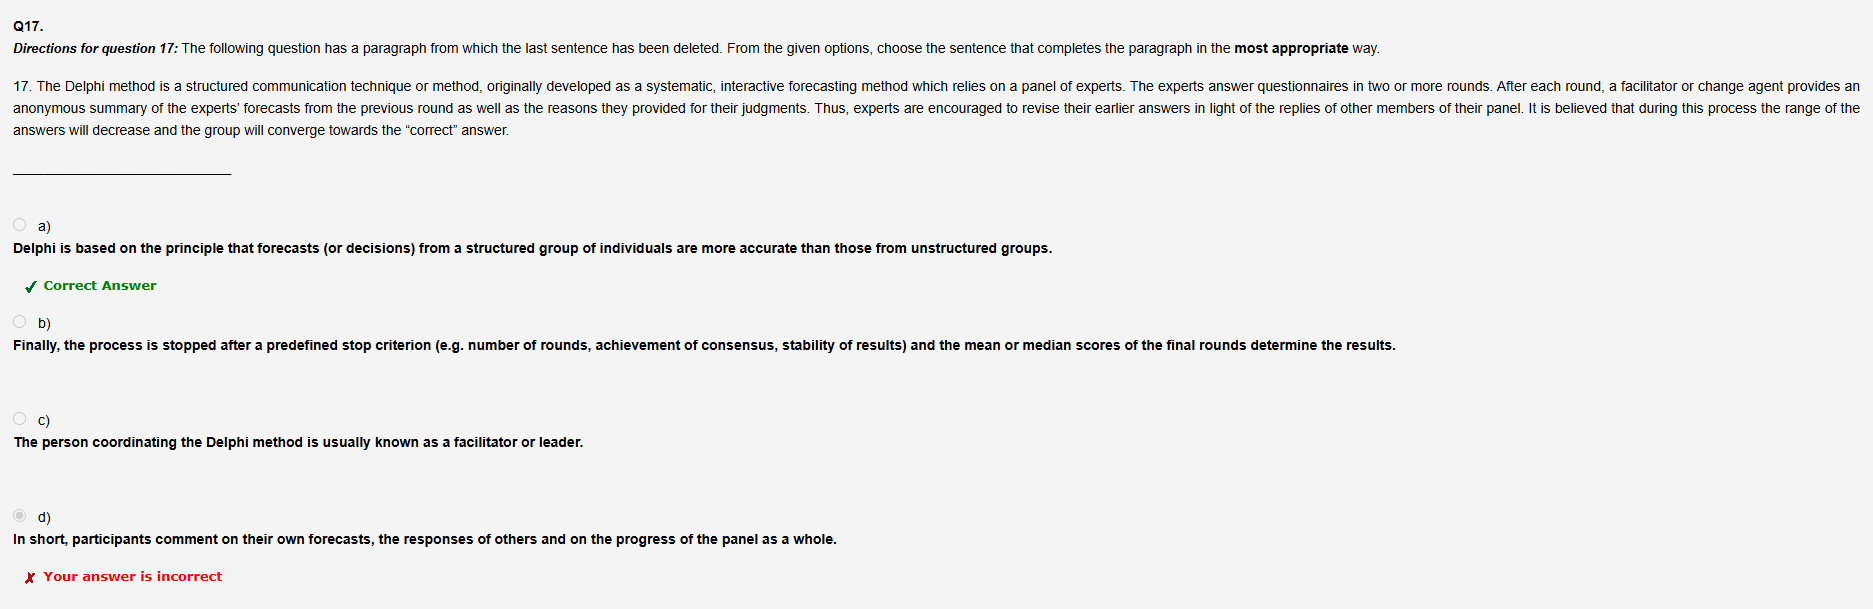 Q17.
Directions for question 17: The following question has a paragraph from which the last sentence has been deleted. From the given options, choose the sentence that completes the paragraph in the most appropriate way.
17. The Delphi method is a structured communication technique or method, originally developed as a systematic, interactive forecasting method which relies on a panel of experts. The experts answer questionnaires in two or more rounds. After each round, a facilitator or change agent provides an
anonymous summary of the experts' forecasts from the previous round as well as the reasons they provided for their judgments. Thus, experts are encouraged to revise their earlier answers in light of the replies of other members of their panel. It is believed that during this process the range of the
answers will decrease and the group will converge towards the “correct” answer.
a)
Delphi is based on the principle that forecasts (or decisions) from a structured group of individuals are more accurate than those from unstructured groups.
✓ Correct Answer
b)
Finally, the process is stopped after a predefined stop criterion (e.g. number of rounds, achievement of consensus, stability of results) and the mean or median scores of the final rounds determine the results.
c)
The person coordinating the Delphi method is usually known as a facilitator or leader.
d)
In short, participants comment on their own forecasts, the responses of others and on the progress of the panel as a whole.
✗ Your answer is incorrect